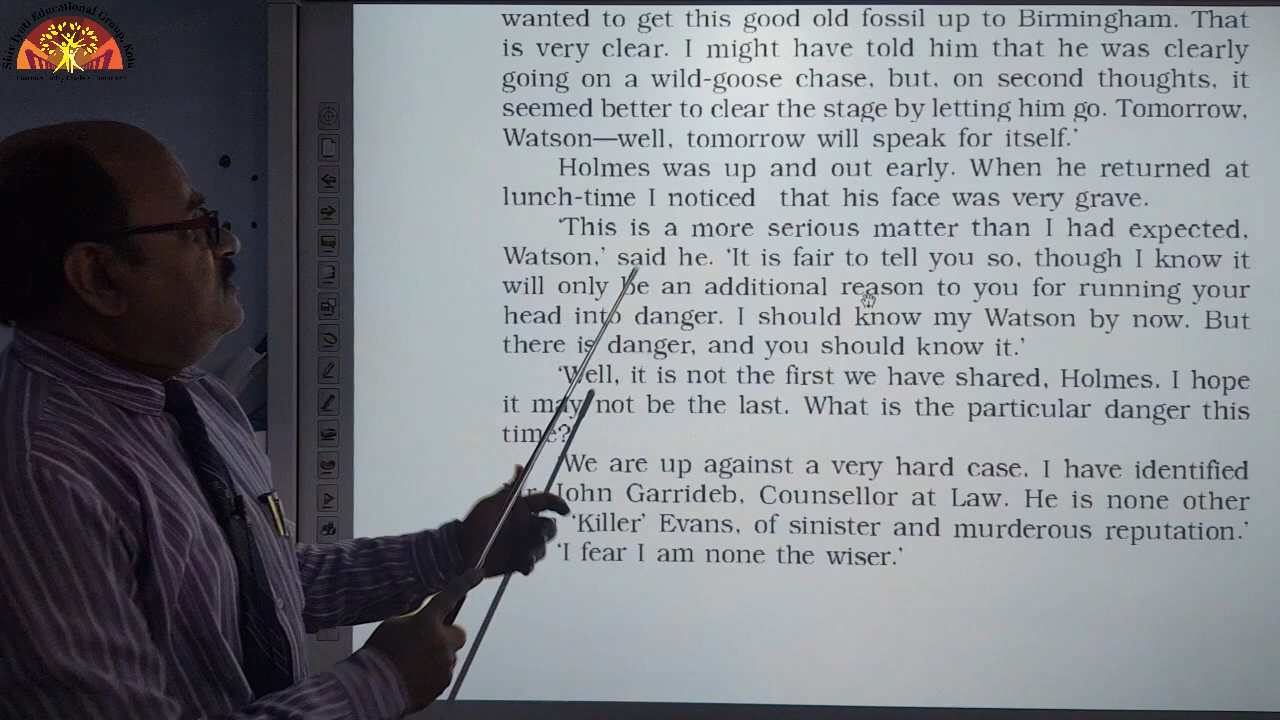 Shiv Jyoti Educational Group, Kota
wanted to get this good old fossil up to Birmingham. That
is very clear. I might have told him that he was clearly
going on a wild-goose chase, but, on second thoughts, it
seemed better to clear the stage by letting him go. Tomorrow,
Watson—well, tomorrow will speak for itself.’
Holmes was up and out early. When he returned at
lunch-time I noticed that his face was very grave.
‘This is a more serious matter than I had expected,
Watson,’ said he. ‘It is fair to tell you so, though I know it
will only be an additional reason to you for running your
head into danger. I should know my Watson by now. But
there is danger, and you should know it.’
‘Well, it is not the first we have shared, Holmes. I hope
it may not be the last. What is the particular danger this
time?
We are up against a very hard case. I have identified
John Garrideb, Counsellor at Law. He is none other
‘Killer’ Evans, of sinister and murderous reputation.’
‘I fear I am none the wiser.’